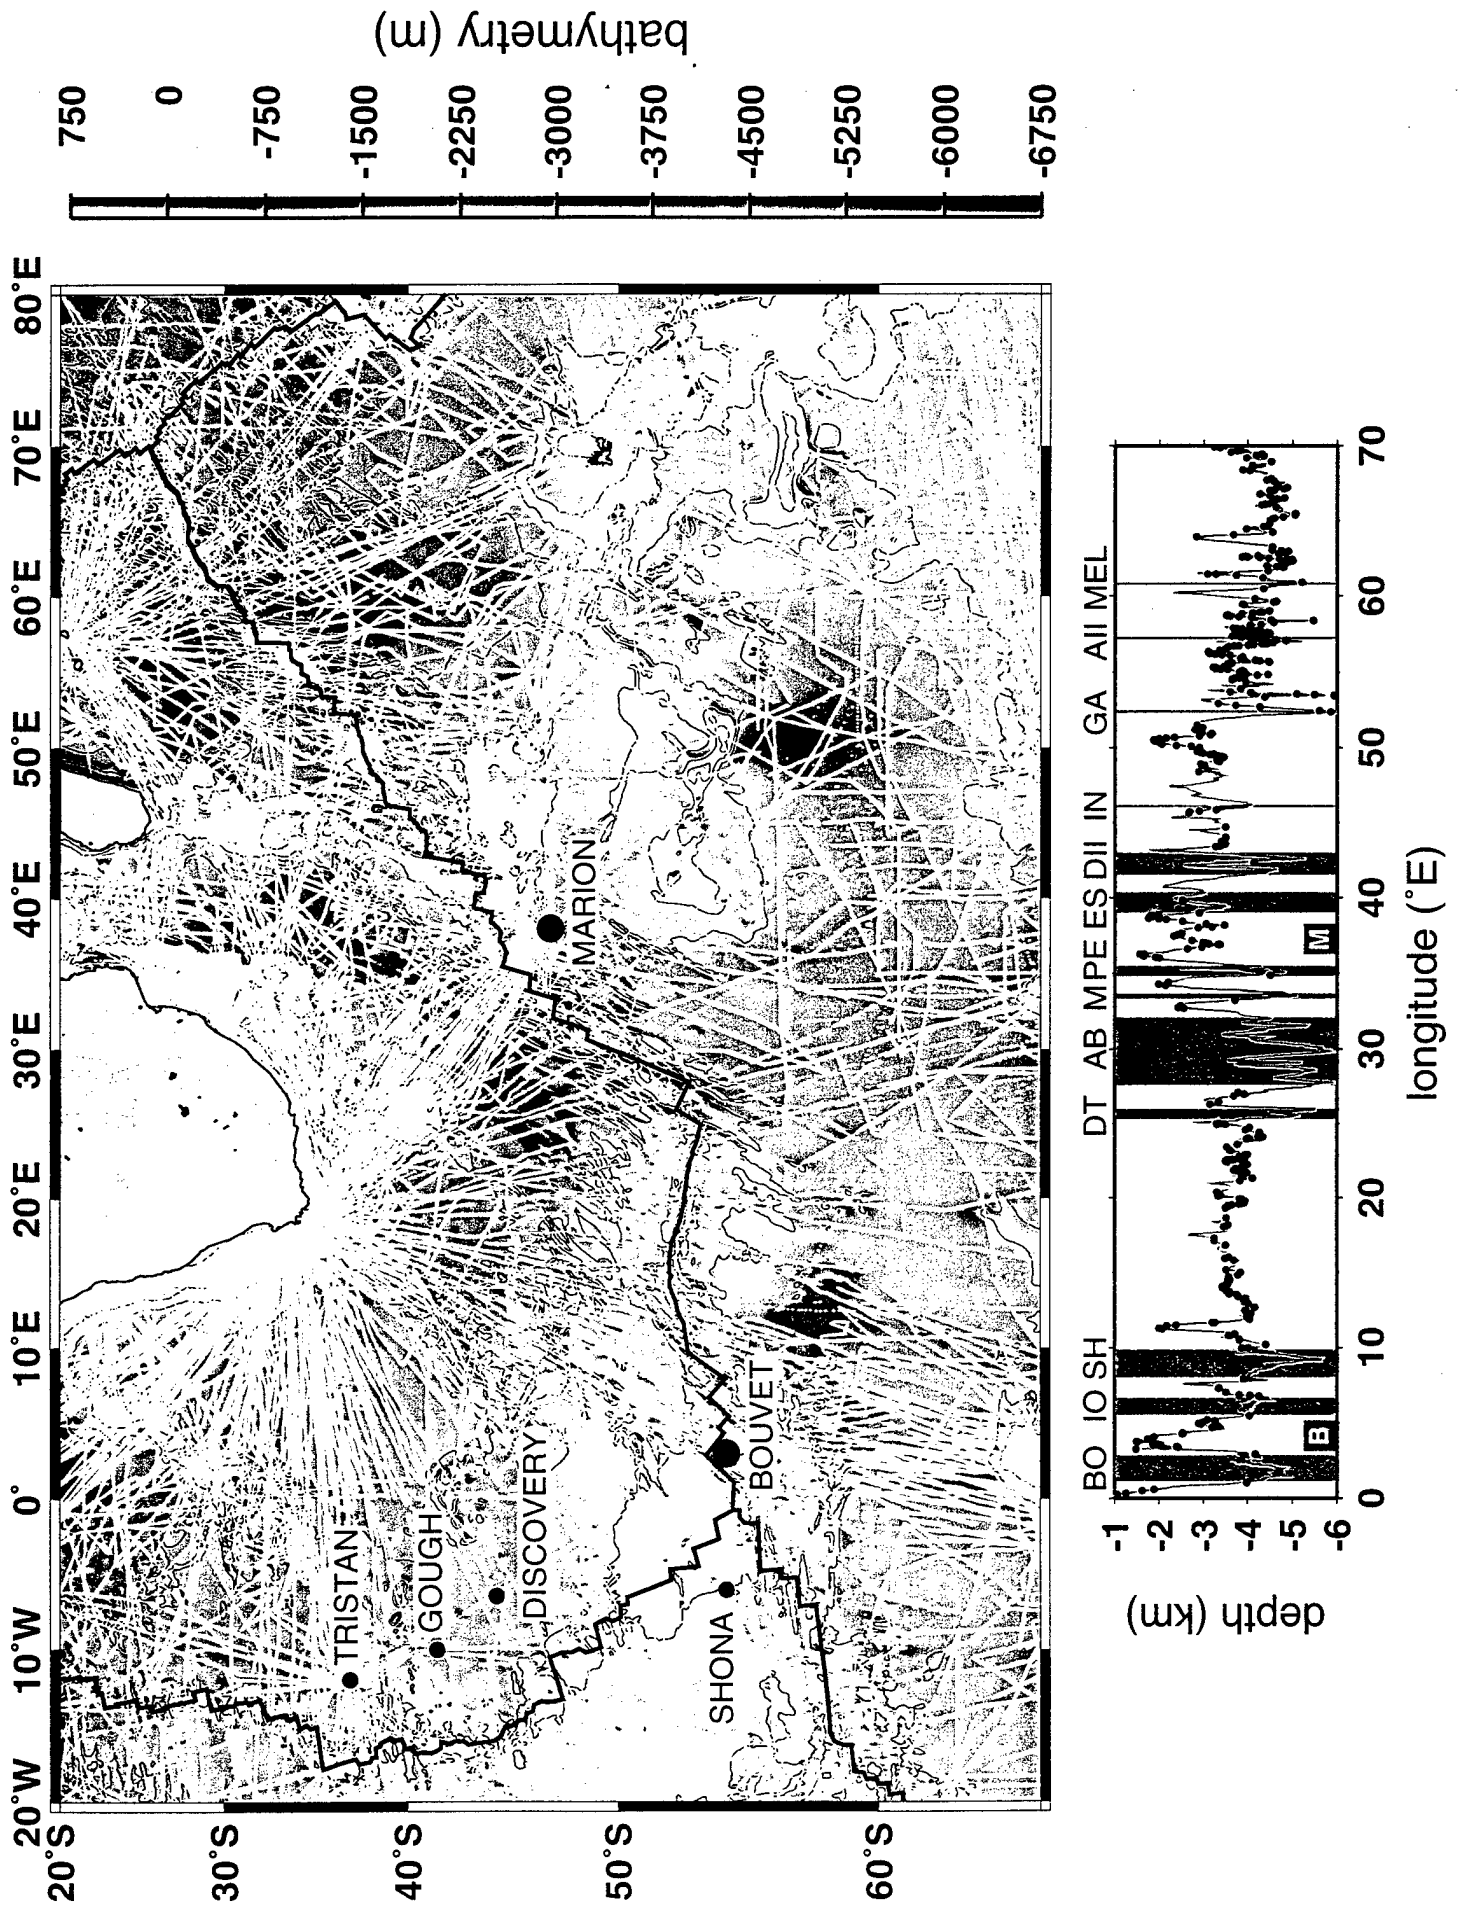 20°W 10°W 0° 10°E 20°E 30°E 40°E 50°E 60°E 70°E 80°E
20°S
30°S
40°S
50°S
60°S
TRISTAN
GOUGH
DISCOVERY
SHONA
BOUVET
MARION
750
0
-750
-1500
-2250
-3000
-3750
-4500
-5250
-6000
-6750
bathymetry (m)
BO IO SH DT AB M PE ES DII IN GA AII MEL
-1
-2
-3
-4
-5
-6
depth (km)
B
M
0 10 20 30 40 50 60 70
longitude (°E)